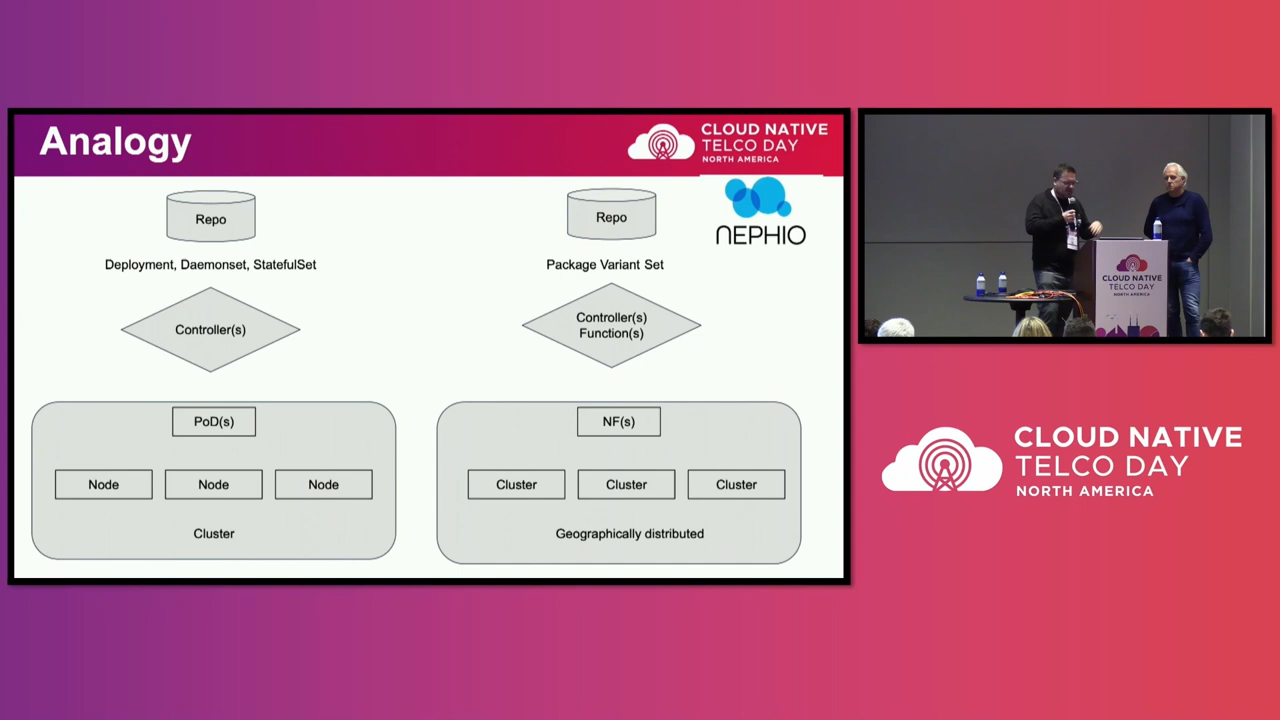 Analogy
CLOUD NATIVE
TELCO DAY
NORTH AMERICA
NEPHIO
Repo
Deployment, Daemonset, StatefulSet
Controller(s)
PoD(s)
Node
Node
Node
Cluster
Repo
Package Variant Set
Controller(s)
Function(s)
NF(s)
Cluster
Cluster
Cluster
Geographically distributed
CLOUD NATIVE
TELCO DAY
NORTH AMERICA
CLOUD NATIVE
TELCO DAY
NORTH AMERICA